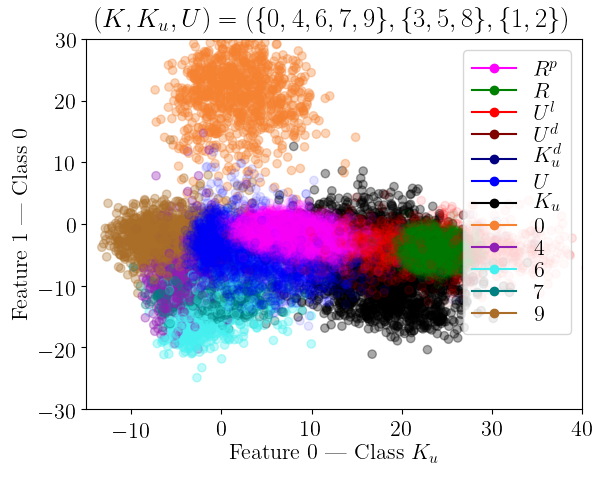 (K, K_u, U) = ({0, 4, 6, 7, 9}, {3, 5, 8}, {1, 2})
30
20
10
0
−10
−20
−30
Feature 1 — Class 0
−10
0
10
20
30
40
Feature 0 — Class K_u
R^p
R
U^l
U^d
K_u^d
U
K_u
0
4
6
7
9